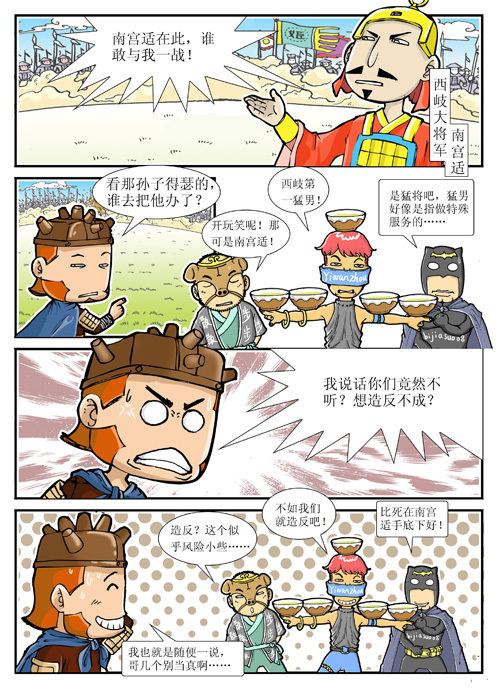 南宫适在此，谁
敢与我一战！
西岐大将军
南宫适
看那孙子得瑟的，
谁去把他办了？
开玩笑呢！那
可是南宫适！
西岐第
一猛男！
是猛将吧，猛男
好像是指做特殊
服务的……
Yiwanzhou
bijiasuo08
我说话你们竟然不
听？想造反不成？
造反？这个似
乎风险小些……
不如我们
就造反吧！
比死在南宫
适手底下好！
Yiwanzhou
bijiasuo08
我也就是随便一说，
哥几个别当真啊……